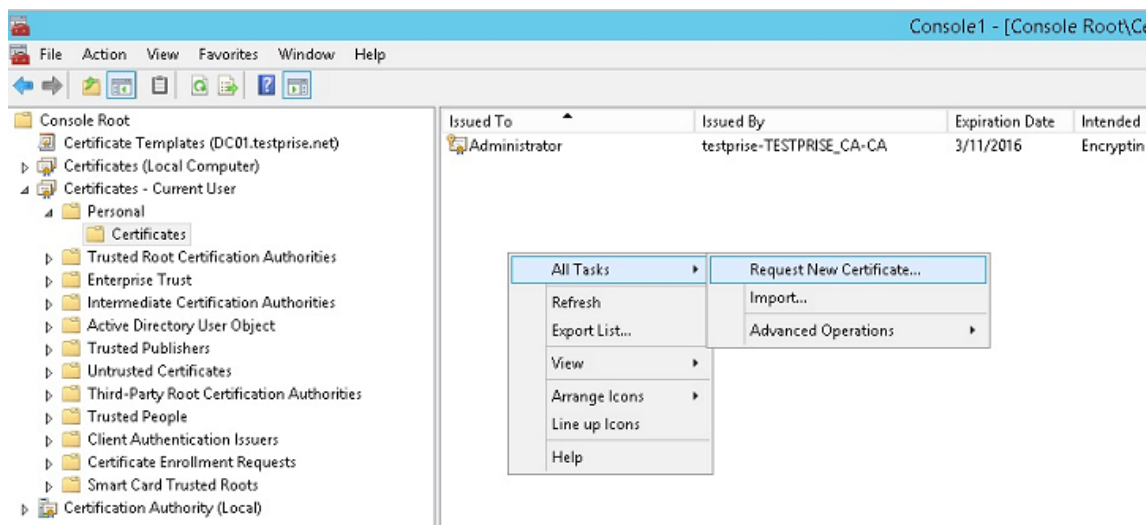 Console1 - [Console Root\Ce
File Action View Favorites Window Help
Console Root
Certificate Templates (DC01.testprise.net)
Certificates (Local Computer)
Certificates - Current User
Personal
Certificates
Trusted Root Certification Authorities
Enterprise Trust
Intermediate Certification Authorities
Active Directory User Object
Trusted Publishers
Untrusted Certificates
Third-Party Root Certification Authorities
Trusted People
Client Authentication Issuers
Certificate Enrollment Requests
Smart Card Trusted Roots
Certification Authority (Local)
Issued To Issued By Expiration Date Intended
Administrator testprise-TESTPRISE_CA-CA 3/11/2016 Encryptin
All Tasks
Refresh
Export List...
View
Arrange Icons
Line up Icons
Help
Request New Certificate...
Import...
Advanced Operations